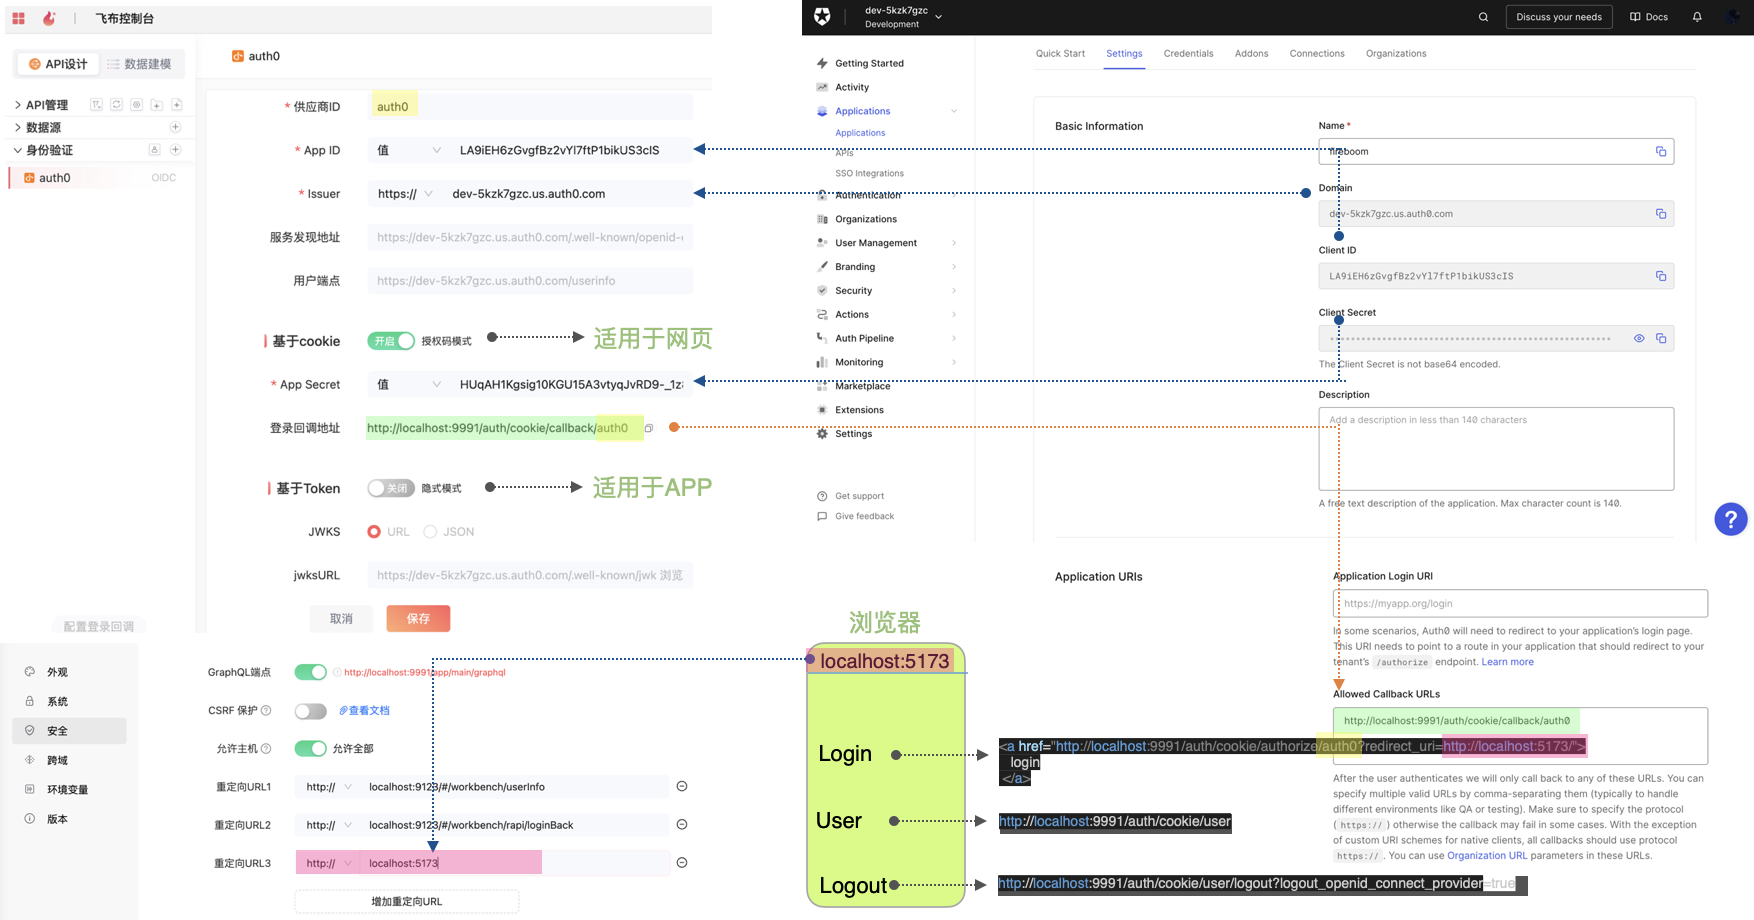 飞布控制台
API设计
数据建模
API管理
数据源
身份验证
auth0
OIDC
配置登录回调
auth0
* 供应商ID
auth0
* App ID
值
LA9iEH6zGvgfBz2vYl7ftP1bikUS3cIS
* Issuer
https://
dev-5kzk7gzc.us.auth0.com
服务发现地址
https://dev-5kzk7gzc.us.auth0.com/.well-known/openid-
用户端点
https://dev-5kzk7gzc.us.auth0.com/userinfo
基于cookie
开启
授权码模式
适用于网页
* App Secret
值
HUqAH1Kgsig10KGU15A3vtyqJvRD9-_1z
登录回调地址
http://localhost:9991/auth/cookie/callback/auth0
基于Token
关闭
隐式模式
适用于APP
JWKS
URL
JSON
jwksURL
https://dev-5kzk7gzc.us.auth0.com/.well-known/jwk 浏览
取消
保存
外观
系统
安全
跨域
环境变量
版本
GraphQL端点
http://localhost:9991/app/main/graphql
CSRF 保护
查看文档
允许主机
允许全部
重定向URL1
http://
localhost:9123/#/workbench/userInfo
重定向URL2
http://
localhost:9123/#/workbench/rapi/loginBack
重定向URL3
http://
localhost:5173
增加重定向URL
dev-5kzk7gzc
Development
Discuss your needs
Docs
Getting Started
Activity
Applications
Applications
APIs
SSO Integrations
Authentication
Organizations
User Management
Branding
Security
Actions
Auth Pipeline
Monitoring
Marketplace
Extensions
Settings
Get support
Give feedback
Quick Start
Settings
Credentials
Addons
Connections
Organizations
Basic Information
Name *
fireboom
Domain
dev-5kzk7gzc.us.auth0.com
Client ID
LA9iEH6zGvgfBz2vYl7ftP1bikUS3cIS
Client Secret
The Client Secret is not base64 encoded.
Description
Add a description in less than 140 characters
A free text description of the application. Max character count is 140.
?
Application URIs
Application Login URI
https://myapp.org/login
In some scenarios, Auth0 will need to redirect to your application's login page.
This URI needs to point to a route in your application that should redirect to your
tenant's /authorize endpoint. Learn more
Allowed Callback URLs
http://localhost:9991/auth/cookie/callback/auth0
After the user authenticates we will only call back to any of these URLs. You can
specify multiple valid URLs by comma-separating them (typically to handle
different environments like QA or testing). Make sure to specify the protocol
( https:// ) otherwise the callback may fail in some cases. With the exception
of custom URI schemes for native clients, all callbacks should use protocol
https:// . You can use Organization URL parameters in these URLs.
浏览器
localhost:5173
Login
<a href="http://localhost:9991/auth/cookie/authorize/auth0?redirect_uri=http://localhost:5173/">
login
</a>
User
http://localhost:9991/auth/cookie/user
Logout
http://localhost:9991/auth/cookie/user/logout?logout_openid_connect_provider=true